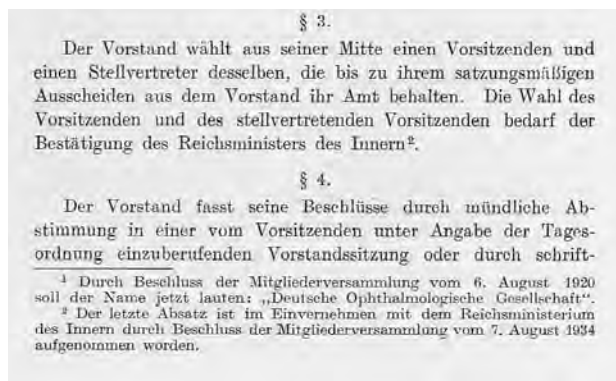 § 3.
Der Vorstand wählt aus seiner Mitte einen Vorsitzenden und
einen Stellvertreter desselben, die bis zu ihrem satzungsmäßigen
Ausscheiden aus dem Vorstand ihr Amt behalten. Die Wahl des
Vorsitzenden und des stellvertretenden Vorsitzenden bedarf der
Bestätigung des Reichsministers des Innern².
§ 4.
Der Vorstand fasst seine Beschlüsse durch mündliche Ab-
stimmung in einer vom Vorsitzenden unter Angabe der Tages-
ordnung einzuberufenden Vorstandssitzung oder durch schrift-
¹ Durch Beschluss der Mitgliederversammlung vom 6. August 1920
soll der Name jetzt lauten: „Deutsche Ophthalmologische Gesellschaft“.
² Der letzte Absatz ist im Einvernehmen mit dem Reichsministerium
des Innern durch Beschluss der Mitgliederversammlung vom 7. August 1934
aufgenommen worden.